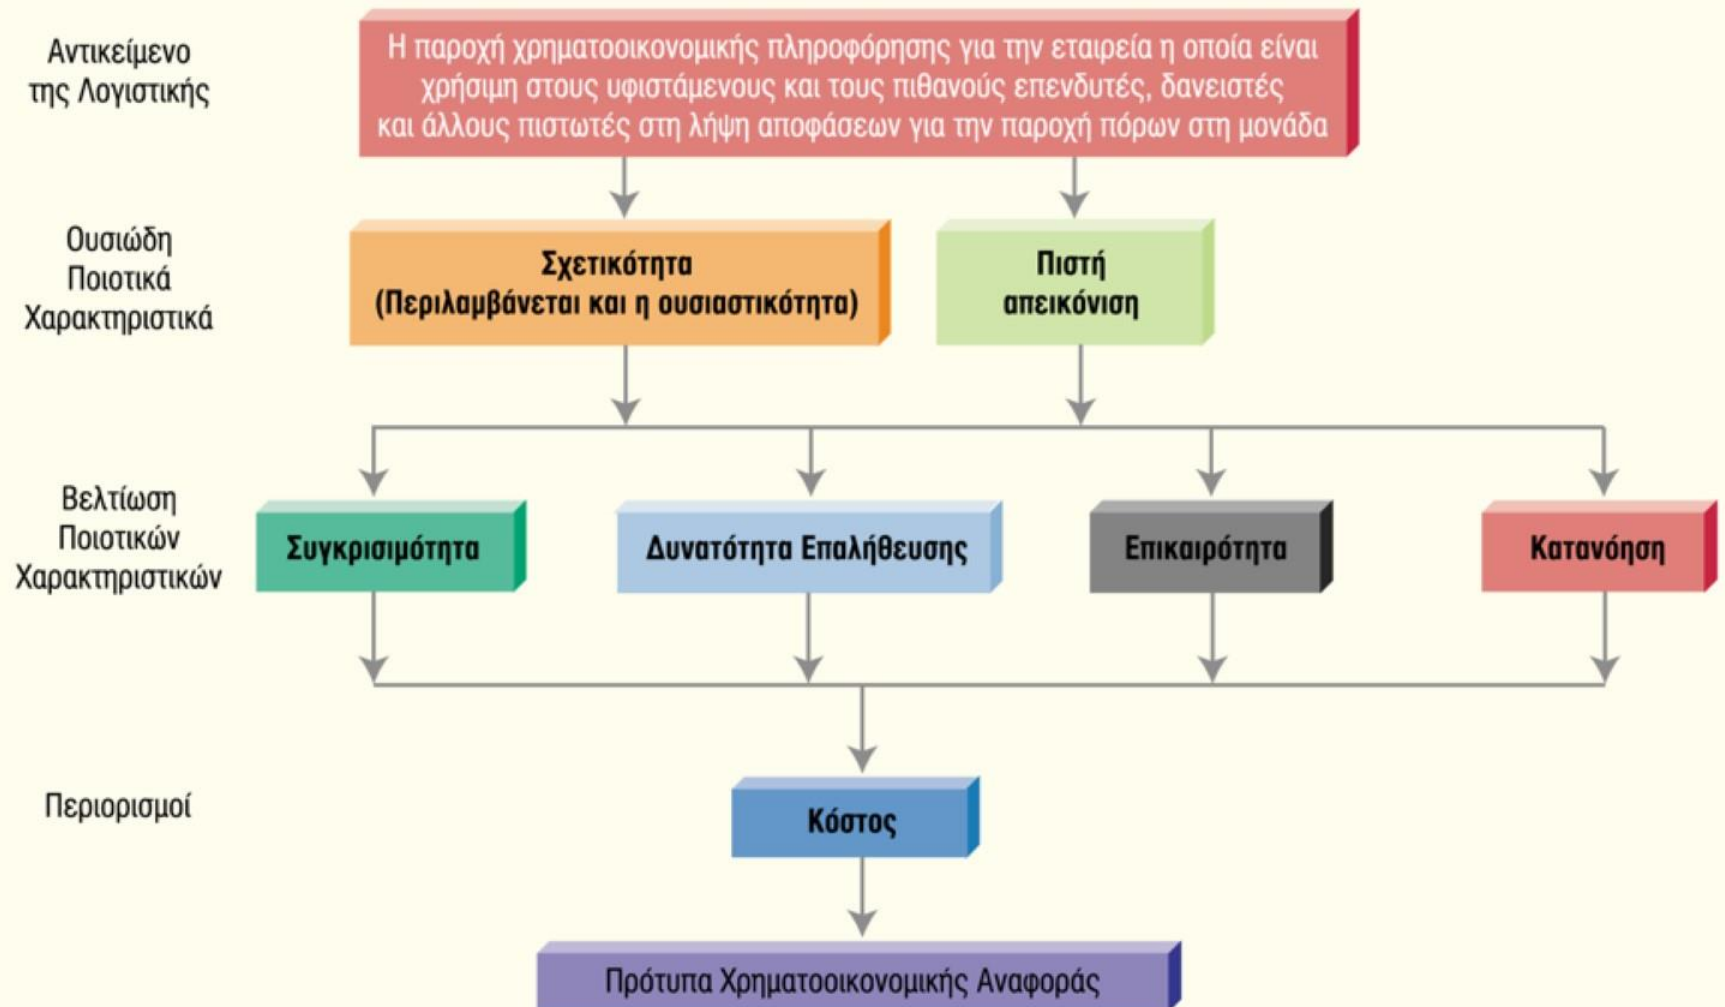 Αντικείμενο
της Λογιστικής
Η παροχή χρηματοοικονομικής πληροφόρησης για την εταιρεία η οποία είναι
χρήσιμη στους υφιστάμενους και τους πιθανούς επενδυτές, δανειστές
και άλλους πιστωτές στη λήψη αποφάσεων για την παροχή πόρων στη μονάδα
Ουσιώδη
Ποιοτικά
Χαρακτηριστικά
Σχετικότητα
(Περιλαμβάνεται και η ουσιαστικότητα)
Πιστή
απεικόνιση
Βελτίωση
Ποιοτικών
Χαρακτηριστικών
Συγκρισιμότητα
Δυνατότητα Επαλήθευσης
Επικαιρότητα
Κατανόηση
Περιορισμοί
Κόστος
Πρότυπα Χρηματοοικονομικής Αναφοράς